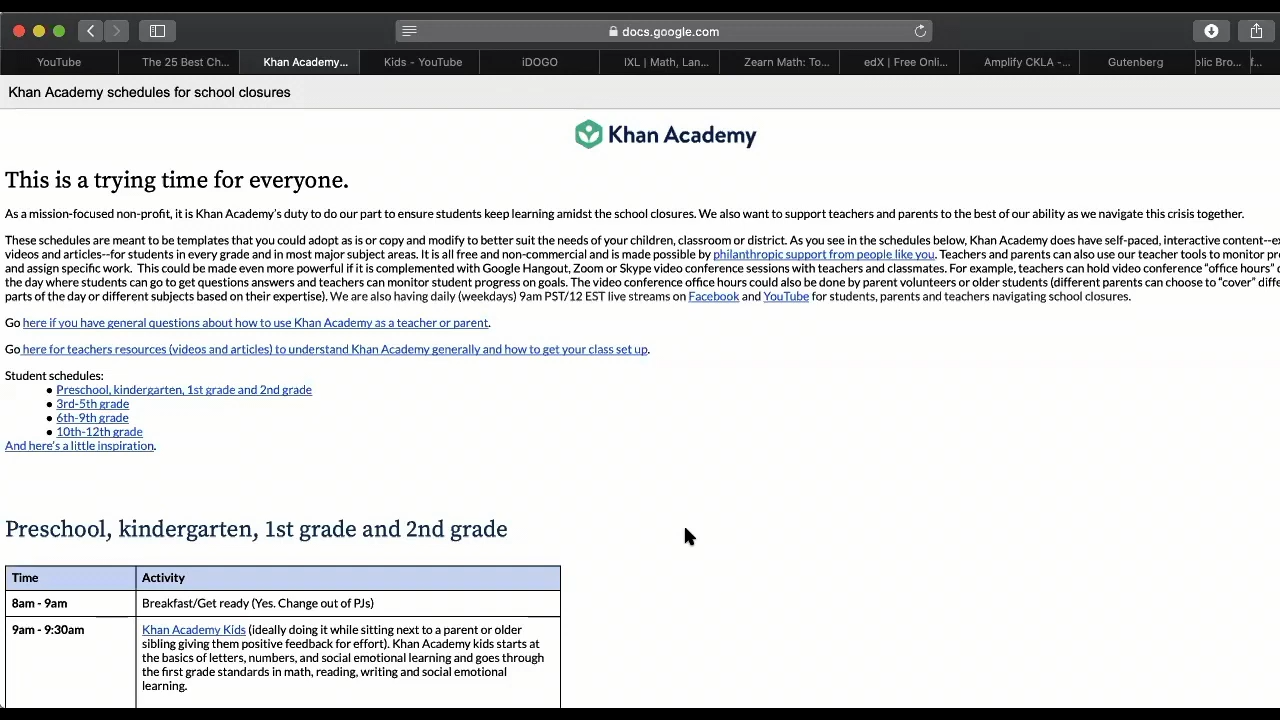 docs.google.com
YouTube
The 25 Best Ch...
Khan Academy...
Kids - YouTube
iDOGO
IXL | Math, Lan...
Zearn Math: To...
edX | Free Onli...
Amplify CKLA -...
Gutenberg
olic Bro...
f...
Khan Academy schedules for school closures
Khan Academy
This is a trying time for everyone.
As a mission-focused non-profit, it is Khan Academy's duty to do our part to ensure students keep learning amidst the school closures. We also want to support teachers and parents to the best of our ability as we navigate this crisis together.
These schedules are meant to be templates that you could adopt as is or copy and modify to better suit the needs of your children, classroom or district. As you see in the schedules below, Khan Academy does have self-paced, interactive content--ex
videos and articles--for students in every grade and in most major subject areas. It is all free and non-commercial and is made possible by philanthropic support from people like you. Teachers and parents can also use our teacher tools to monitor pr
and assign specific work. This could be made even more powerful if it is complemented with Google Hangout, Zoom or Skype video conference sessions with teachers and classmates. For example, teachers can hold video conference "office hours" d
the day where students can go to get questions answers and teachers can monitor student progress on goals. The video conference office hours could also be done by parent volunteers or older students (different parents can choose to "cover" diffe
parts of the day or different subjects based on their expertise). We are also having daily (weekdays) 9am PST/12 EST live streams on Facebook and YouTube for students, parents and teachers navigating school closures.
Go here if you have general questions about how to use Khan Academy as a teacher or parent.
Go here for teachers resources (videos and articles) to understand Khan Academy generally and how to get your class set up.
Student schedules:
● Preschool, kindergarten, 1st grade and 2nd grade
● 3rd-5th grade
● 6th-9th grade
● 10th-12th grade
And here's a little inspiration.
Preschool, kindergarten, 1st grade and 2nd grade
Time
Activity
8am - 9am
Breakfast/Get ready (Yes. Change out of PJs)
9am - 9:30am
Khan Academy Kids (ideally doing it while sitting next to a parent or older
sibling giving them positive feedback for effort). Khan Academy kids starts at
the basics of letters, numbers, and social emotional learning and goes through
the first grade standards in math, reading, writing and social emotional
learning.